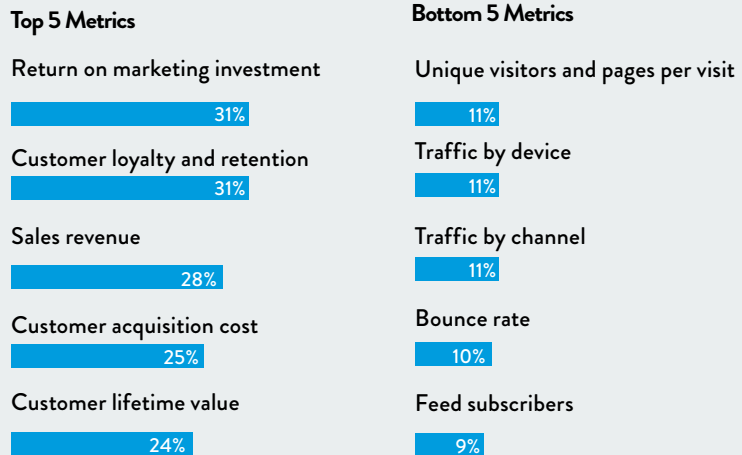 Top 5 Metrics
Return on marketing investment
31%
Customer loyalty and retention
31%
Sales revenue
28%
Customer acquisition cost
25%
Customer lifetime value
24%
Bottom 5 Metrics
Unique visitors and pages per visit
11%
Traffic by device
11%
Traffic by channel
11%
Bounce rate
10%
Feed subscribers
9%